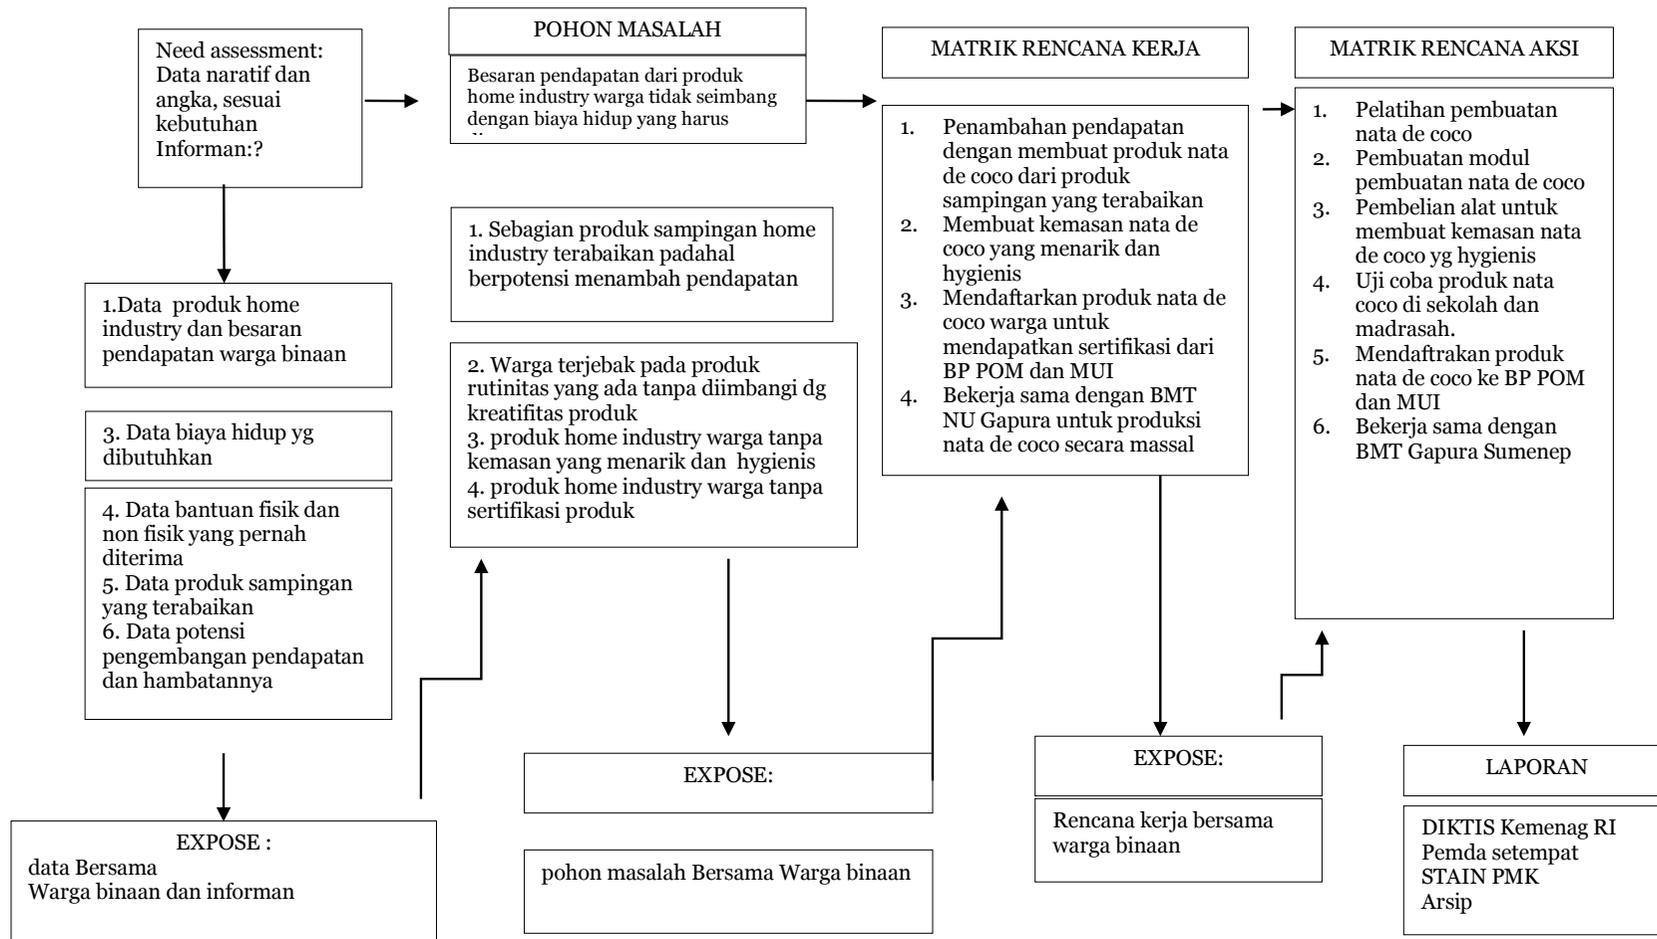 Need assessment:
Data naratif dan
angka, sesuai
kebutuhan
Informan:?
1.Data  produk home
industry dan besaran
pendapatan warga binaan
3. Data biaya hidup yg
dibutuhkan
4. Data bantuan fisik dan
non fisik yang pernah
diterima
5. Data produk sampingan
yang terabaikan
6. Data potensi
pengembangan pendapatan
dan hambatannya
EXPOSE :
data Bersama
Warga binaan dan informan
POHON MASALAH
Besaran pendapatan dari produk
home industry warga tidak seimbang
dengan biaya hidup yang harus
1. Sebagian produk sampingan home
industry terabaikan padahal
berpotensi menambah pendapatan
2. Warga terjebak pada produk
rutinitas yang ada tanpa diimbangi dg
kreatifitas produk
3. produk home industry warga tanpa
kemasan yang menarik dan  hygienis
4. produk home industry warga tanpa
sertifikasi produk
EXPOSE:
pohon masalah Bersama Warga binaan
MATRIK RENCANA KERJA
1. Penambahan pendapatan
dengan membuat produk nata
de coco dari produk
sampingan yang terabaikan
2. Membuat kemasan nata de
coco yang menarik dan
hygienis
3. Mendaftarkan produk nata de
coco warga untuk
mendapatkan sertifikasi dari
BP POM dan MUI
4. Bekerja sama dengan BMT
NU Gapura untuk produksi
nata de coco secara massal
EXPOSE:
Rencana kerja bersama
warga binaan
MATRIK RENCANA AKSI
1. Pelatihan pembuatan
nata de coco
2. Pembuatan modul
pembuatan nata de coco
3. Pembelian alat untuk
membuat kemasan nata
de coco yg hygienis
4. Uji coba produk nata
coco di sekolah dan
madrasah.
5. Mendaftrakan produk
nata de coco ke BP POM
dan MUI
6. Bekerja sama dengan
BMT Gapura Sumenep
LAPORAN
DIKTIS Kemenag RI
Pemda setempat
STAIN PMK
Arsip